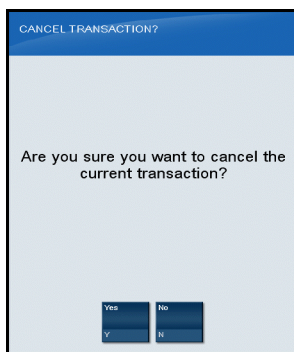 CANCEL TRANSACTION?
Are you sure you want to cancel the
current transaction?
Yes No
Y N